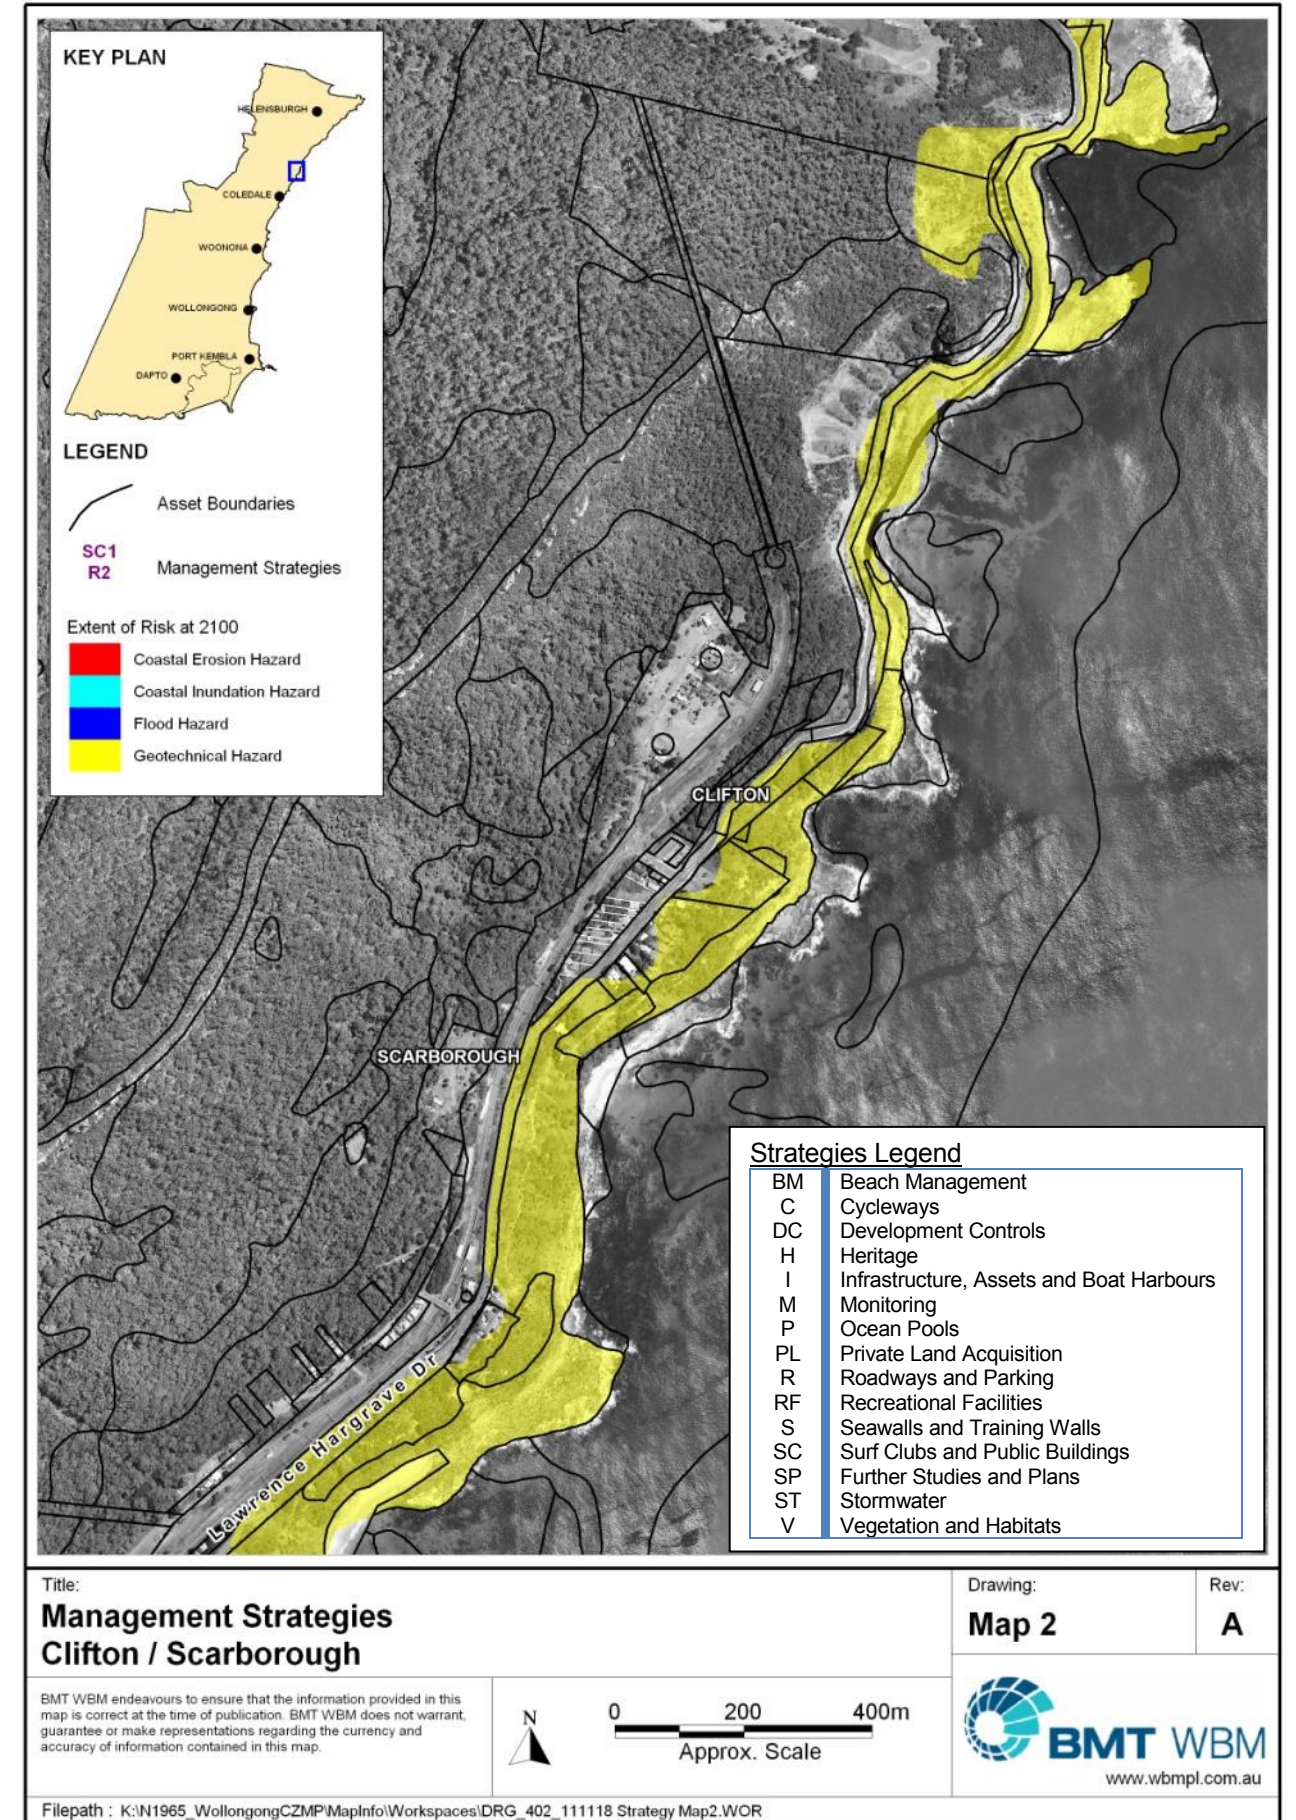 KEY PLAN
HELENSBURGH
COLEDALE
WOONONA
WOLLONGONG
PORT KEMBLA
DAPTO
LEGEND
Asset Boundaries
SC1
R2
Management Strategies
Extent of Risk at 2100
Coastal Erosion Hazard
Coastal Inundation Hazard
Flood Hazard
Geotechnical Hazard
CLIFTON
SCARBOROUGH
Lawrence Hargrave Dr
Strategies Legend
BM Beach Management
C Cycleways
DC Development Controls
H Heritage
I Infrastructure, Assets and Boat Harbours
M Monitoring
P Ocean Pools
PL Private Land Acquisition
R Roadways and Parking
RF Recreational Facilities
S Seawalls and Training Walls
SC Surf Clubs and Public Buildings
SP Further Studies and Plans
ST Stormwater
V Vegetation and Habitats
Title:
Management Strategies
Clifton / Scarborough
Drawing:
Map 2
Rev:
A
BMT WBM endeavours to ensure that the information provided in this
map is correct at the time of publication. BMT WBM does not warrant,
guarantee or make representations regarding the currency and
accuracy of information contained in this map.
N
0 200 400m
Approx. Scale
BMT WBM
www.wbmpl.com.au
Filepath : K:\N1965_WollongongCZMP\MapInfo\Workspaces\DRG_402_111118 Strategy Map2.WOR